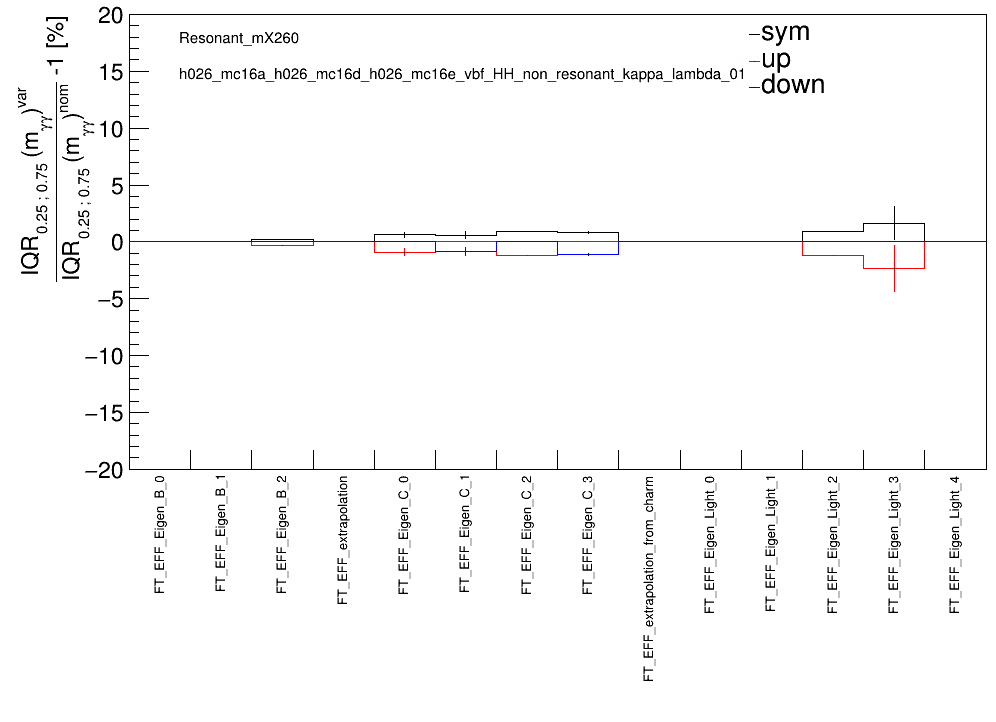 IQR0.25 ; 0.75 (mγγ)var
IQR0.25 ; 0.75 (mγγ)nom -1 [%]
Resonant_mX260
h026_mc16a_h026_mc16d_h026_mc16e_vbf_HH_non_resonant_kappa_lambda_01
−sym
−up
−down
20
15
10
5
0
−5
−10
−15
−20
FT_EFF_Eigen_B_0
FT_EFF_Eigen_B_1
FT_EFF_Eigen_B_2
FT_EFF_extrapolation
FT_EFF_Eigen_C_0
FT_EFF_Eigen_C_1
FT_EFF_Eigen_C_2
FT_EFF_Eigen_C_3
FT_EFF_extrapolation_from_charm
FT_EFF_Eigen_Light_0
FT_EFF_Eigen_Light_1
FT_EFF_Eigen_Light_2
FT_EFF_Eigen_Light_3
FT_EFF_Eigen_Light_4